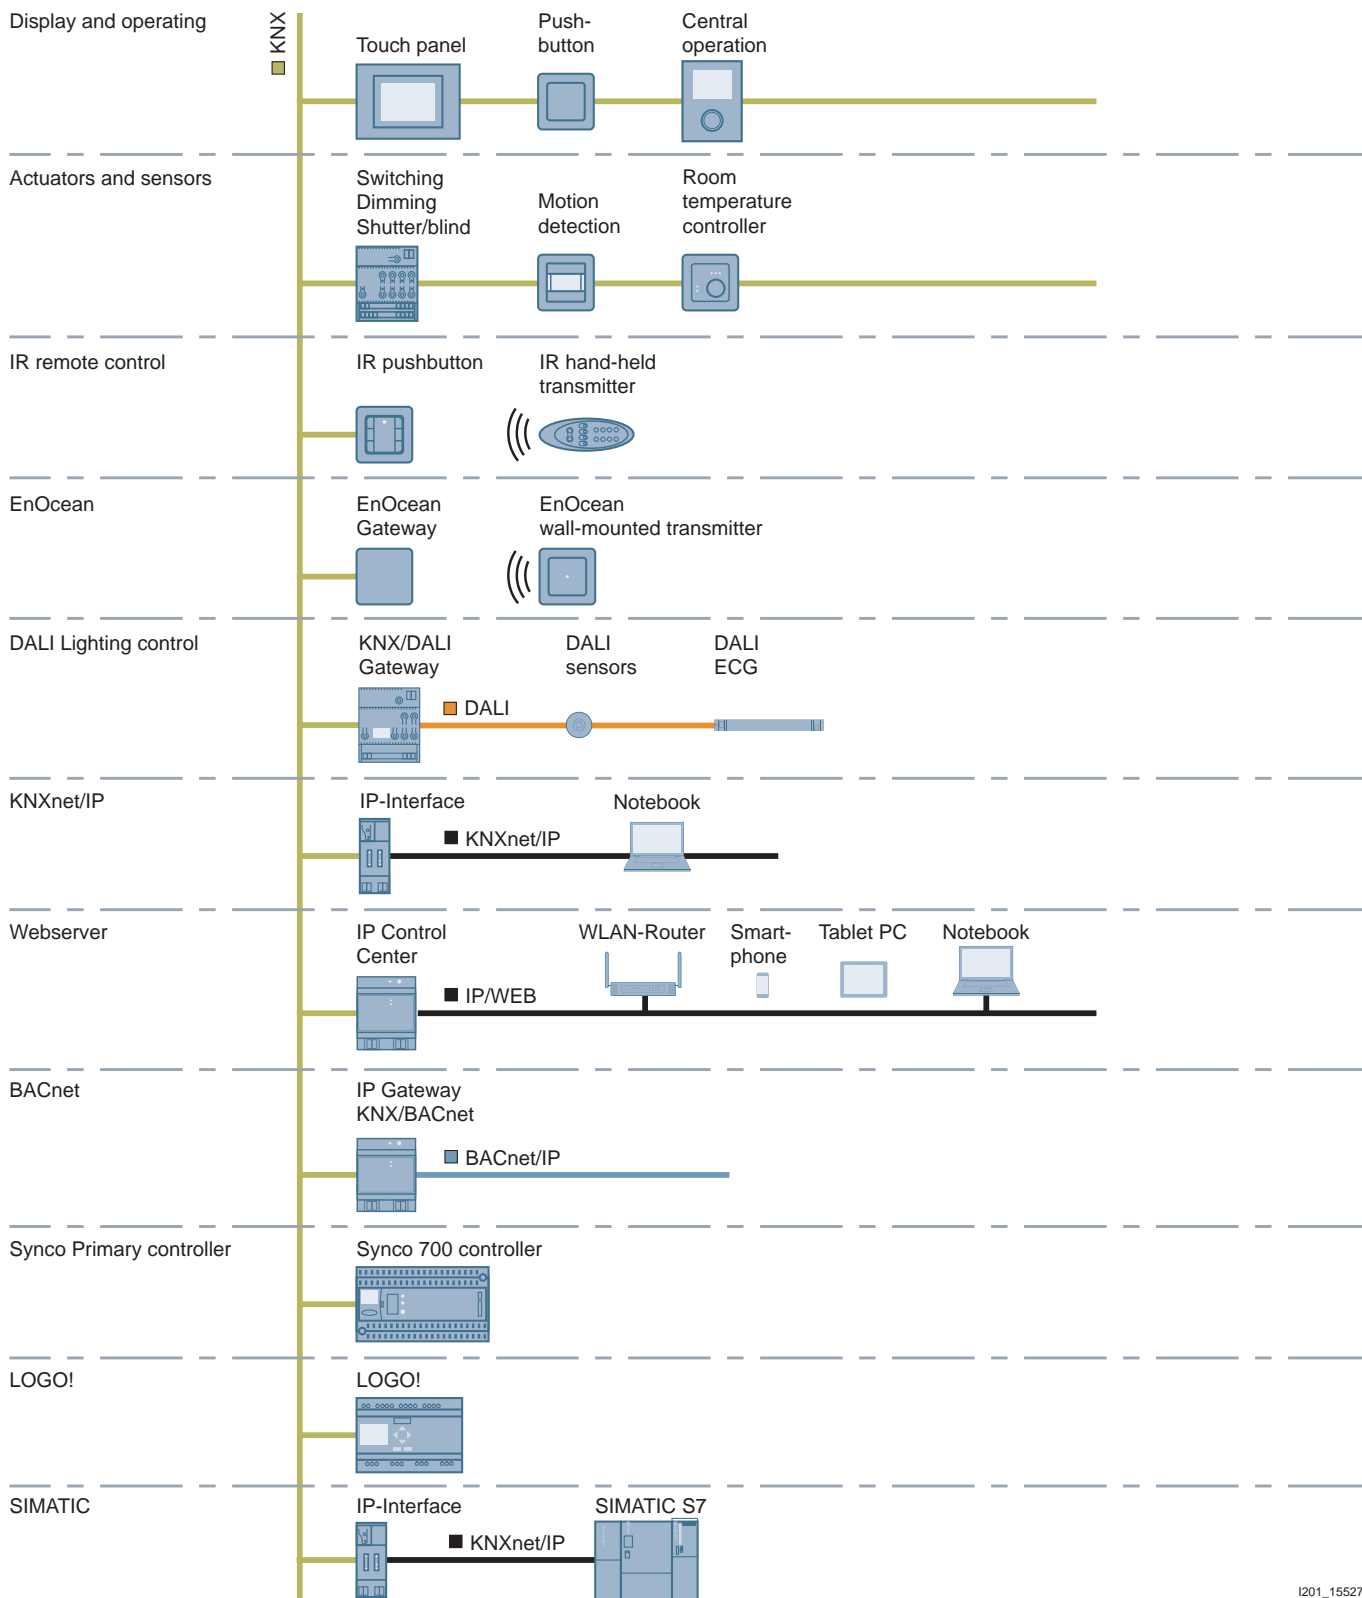 Display and operating
KNX
Touch panel
Push-
button
Central
operation
Actuators and sensors
Switching
Dimming
Shutter/blind
Motion
detection
Room
temperature
controller
IR remote control
IR pushbutton
IR hand-held
transmitter
EnOcean
EnOcean
Gateway
EnOcean
wall-mounted transmitter
DALI Lighting control
KNX/DALI
Gateway
DALI
sensors
DALI
ECG
DALI
KNXnet/IP
IP-Interface
Notebook
KNXnet/IP
Webserver
IP Control
Center
WLAN-Router
Smart-
phone
Tablet PC
Notebook
IP/WEB
BACnet
IP Gateway
KNX/BACnet
BACnet/IP
Synco Primary controller
Synco 700 controller
LOGO!
LOGO!
SIMATIC
IP-Interface
SIMATIC S7
KNXnet/IP
I201_15527